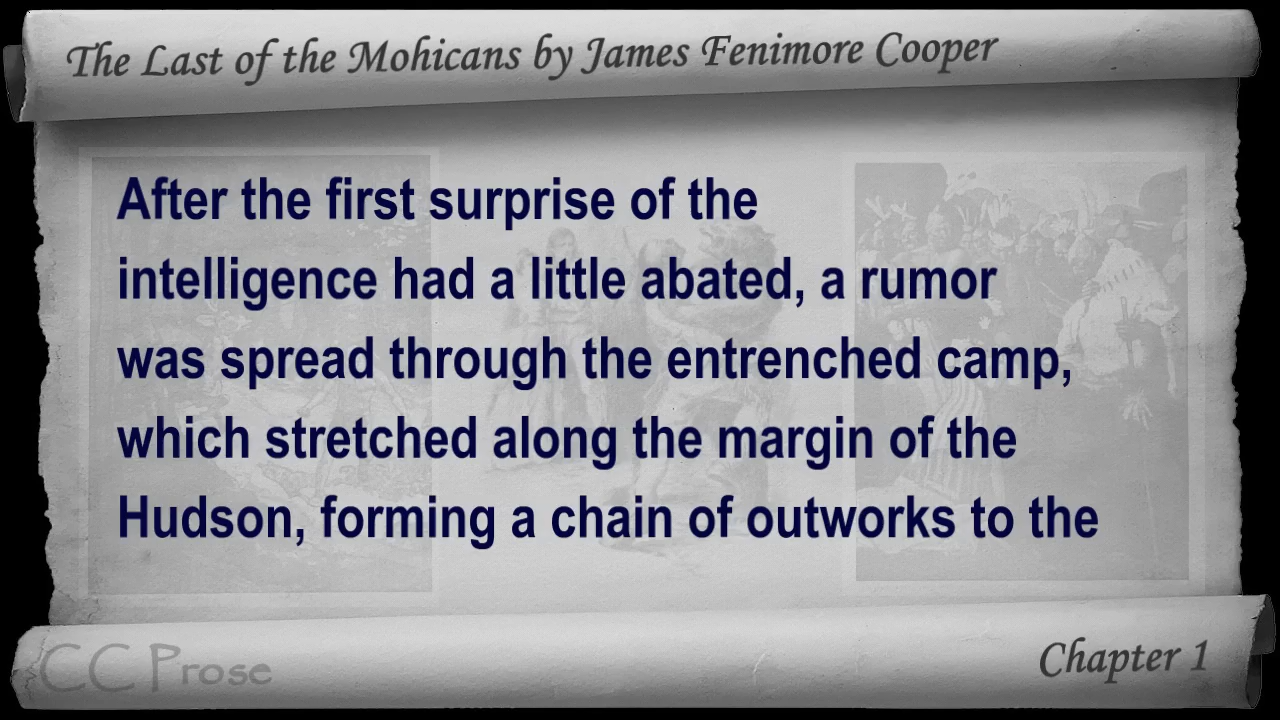 The Last of the Mohicans by James Fenimore Cooper
After the first surprise of the
intelligence had a little abated, a rumor
was spread through the entrenched camp,
which stretched along the margin of the
Hudson, forming a chain of outworks to the
CC Prose
Chapter 1